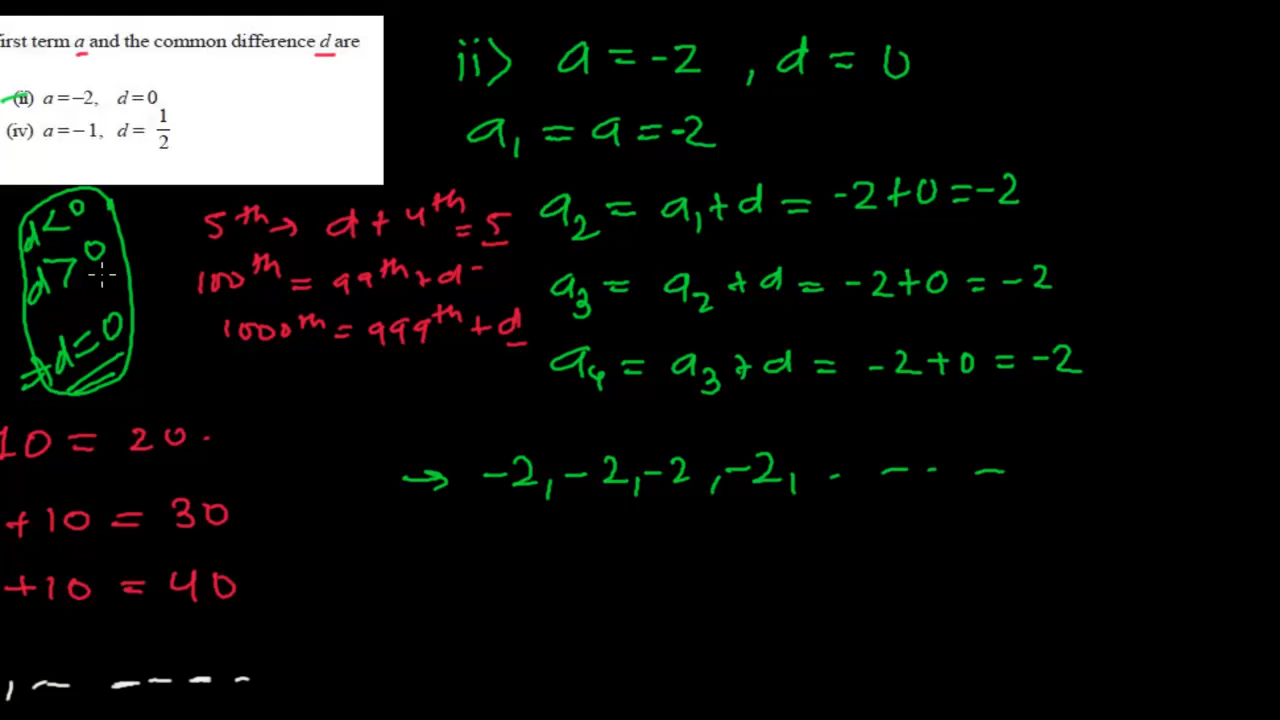 irst term a and the common difference d are
(ii) a=−2, d=0
(iv) a=−1, d= 1/2
ii) a = -2 , d = 0
a₁ = a = -2
a₂ = a₁ + d = -2+0 = -2
a₃ = a₂ + d = -2+0 = -2
a₄ = a₃ + d = -2+0 = -2
→ -2, -2, -2, -2, . - . -
d<0
d>0
d=0
5th → d + 4th = 5
100th = 99th + d -
1000th = 999th + d
10 = 20.
+10 = 30
+10 = 40
, ~ - - - -